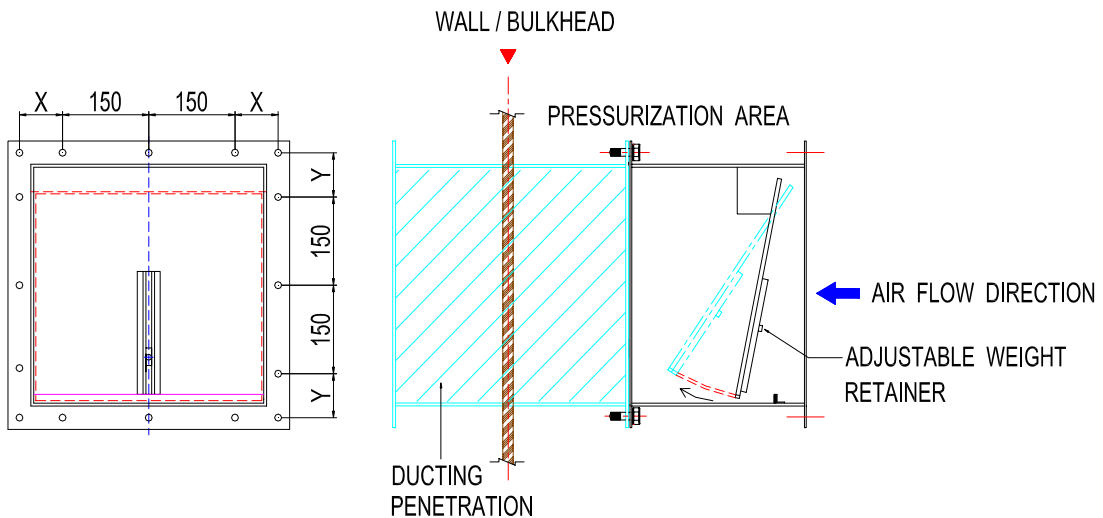 WALL / BULKHEAD
X 150 150 X
PRESSURIZATION AREA
Y
150
150
Y
AIR FLOW DIRECTION
ADJUSTABLE WEIGHT
RETAINER
DUCTING
PENETRATION